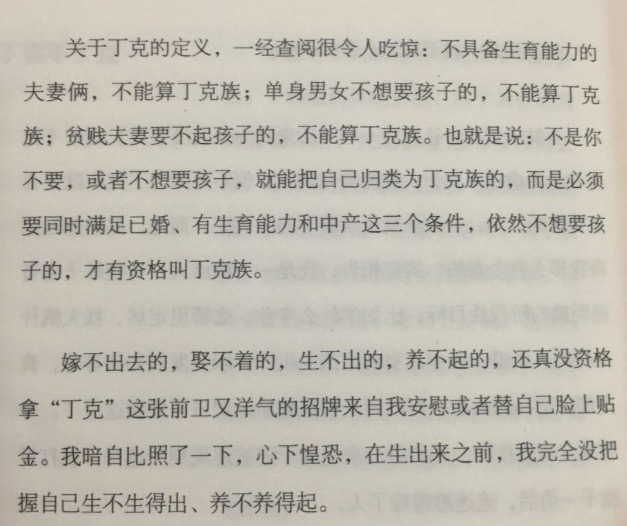 关于丁克的定义，一经查阅很令人吃惊：不具备生育能力的
夫妻俩，不能算丁克族；单身男女不想要孩子的，不能算丁克
族；贫贱夫妻要不起孩子的，不能算丁克族。也就是说：不是你
不要，或者不想要孩子，就能把自己归类为丁克族的，而是必须
要同时满足已婚、有生育能力和中产这三个条件，依然不想要孩
子的，才有资格叫丁克族。
嫁不出去的，娶不着的，生不出的，养不起的，还真没资格
拿“丁克”这张前卫又洋气的招牌来自我安慰或者替自己脸上贴
金。我暗自比照了一下，心下惶恐，在生出来之前，我完全没把
握自己生不生得出、养不养得起。